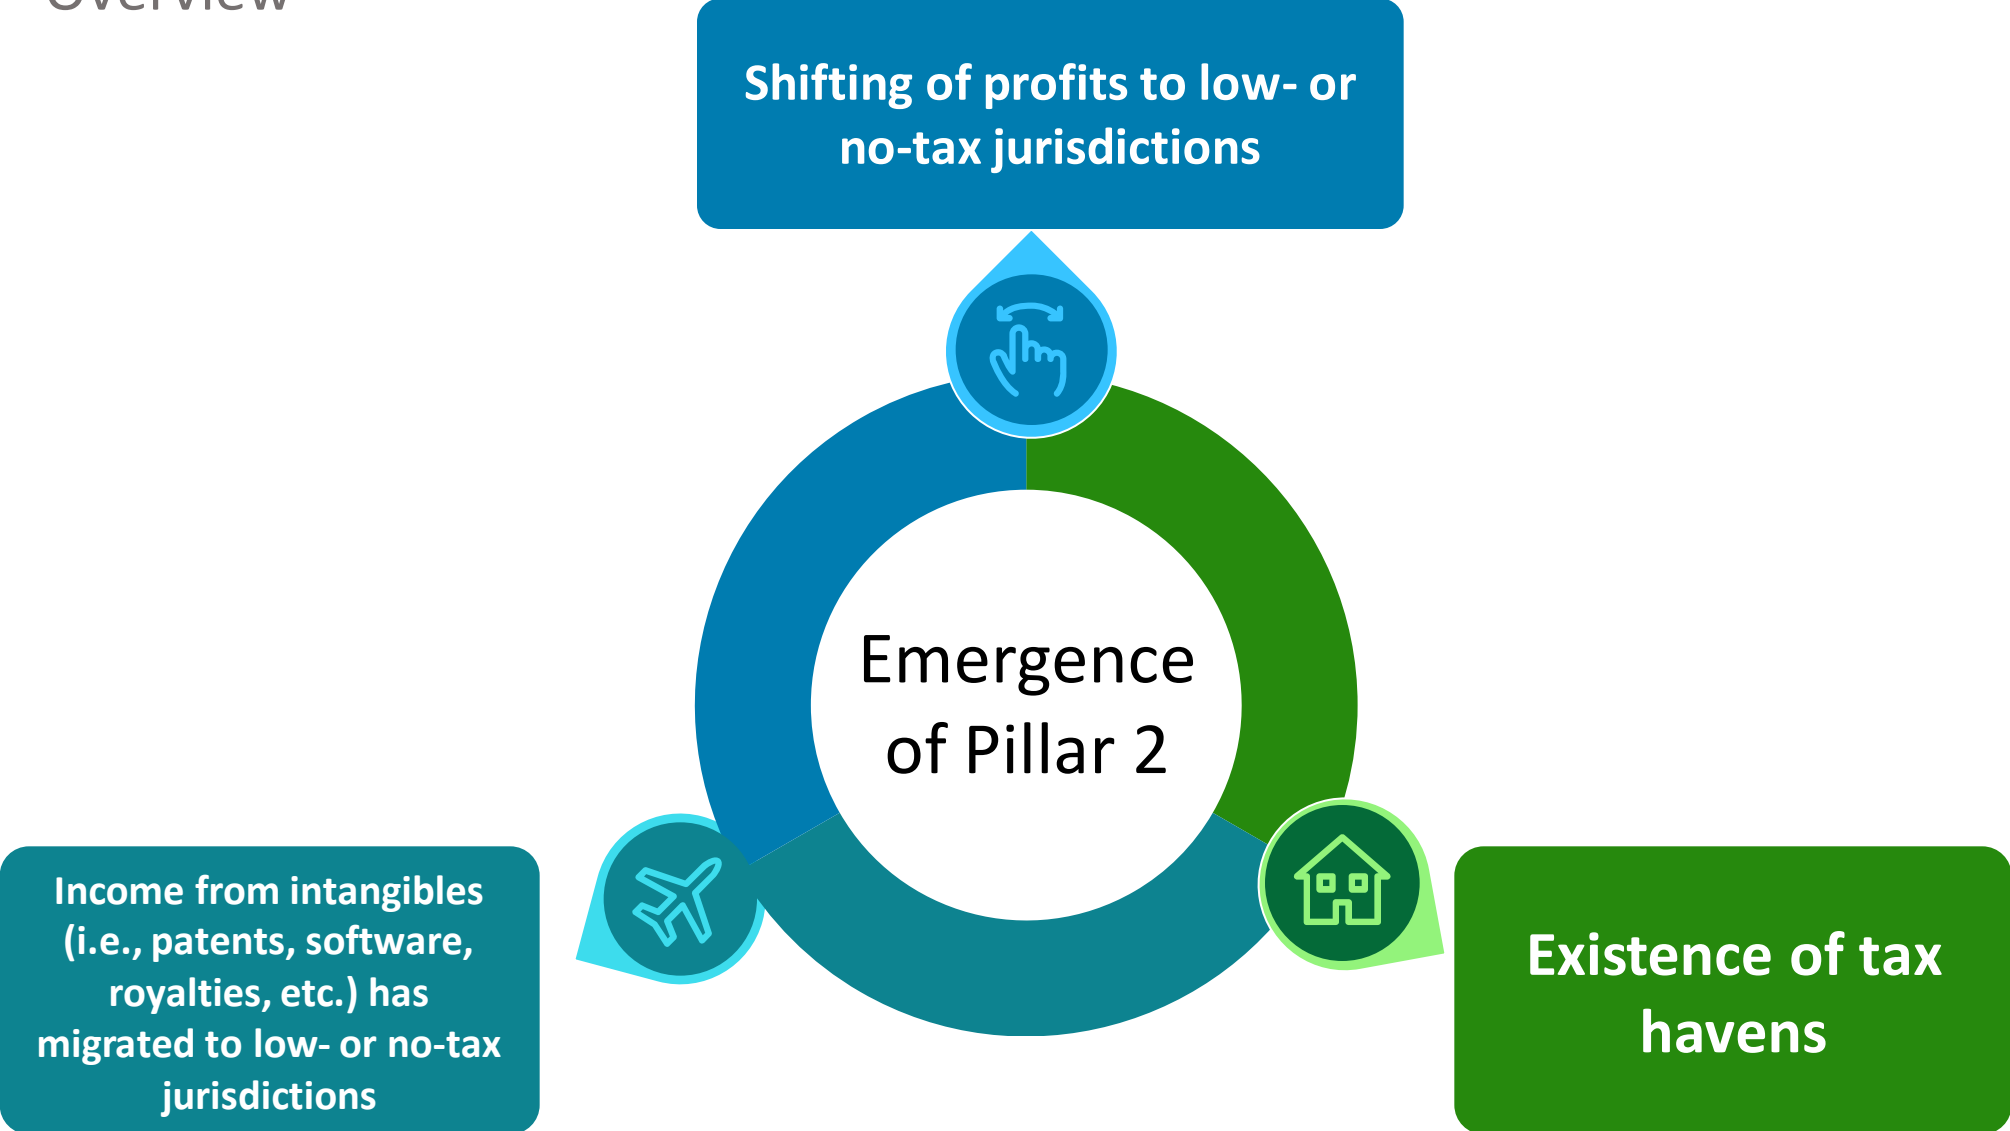 Overview
Shifting of profits to low- or
no-tax jurisdictions
Emergence
of Pillar 2
Income from intangibles
(i.e., patents, software,
royalties, etc.) has
migrated to low- or no-tax
jurisdictions
Existence of tax
havens